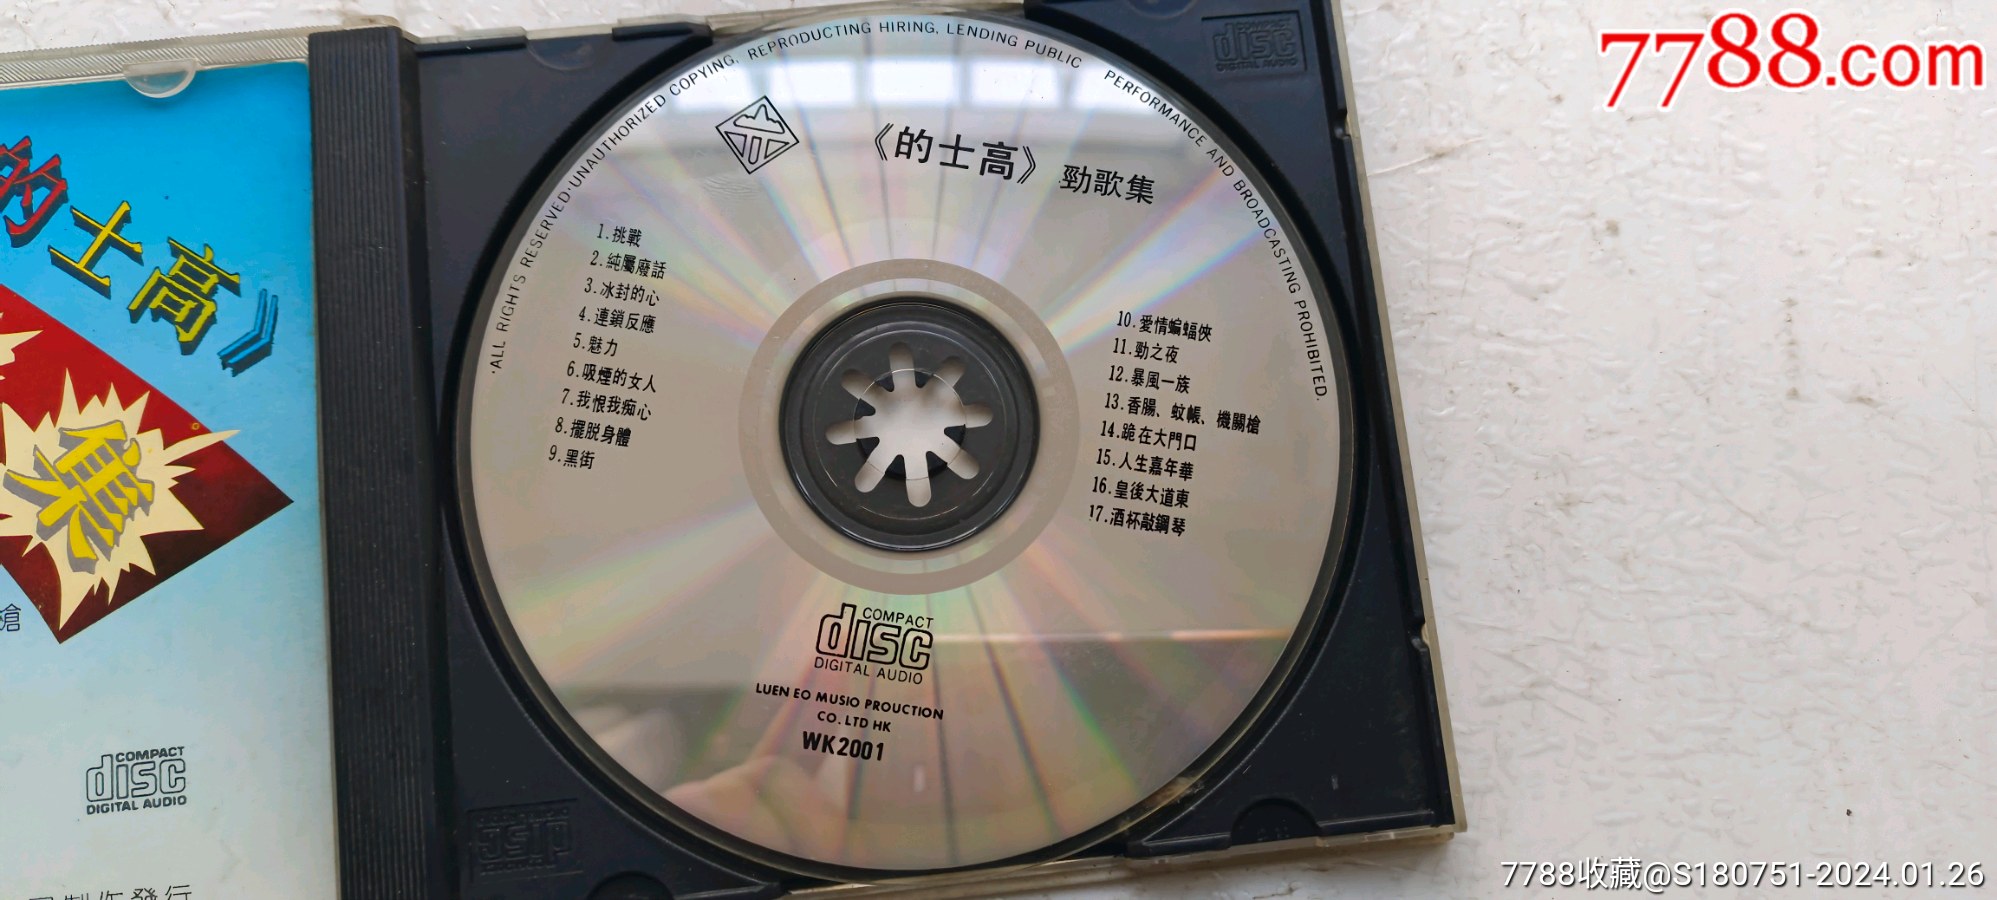 7788.com
的士高》
集
槍
COMPACT
disc
DIGITAL AUDIO
製作發行
COMPACT
disc
DIGITAL AUDIO
·ALL RIGHTS RESERVED·UNAUTHORIZED COPYING, REPRODUCTING HIRING, LENDING PUBLIC PERFORMANCE AND BROADCASTING PROHIBITED.
《的士高》勁歌集
1.挑戰
2.純屬廢話
3.冰封的心
4.連鎖反應
5.魅力
6.吸煙的女人
7.我恨我痴心
8.擺脱身體
9.黑街
10.愛情蝙蝠俠
11.勁之夜
12.暴風一族
13.香腸、蚊帳、機關槍
14.跪在大門口
15.人生嘉年華
16.皇後大道東
17.酒杯敲鋼琴
COMPACT
disc
DIGITAL AUDIO
LUEN EO MUSIO PROUCTION
CO. LTD HK
WK2001
7788收藏@S180751-2024.01.26